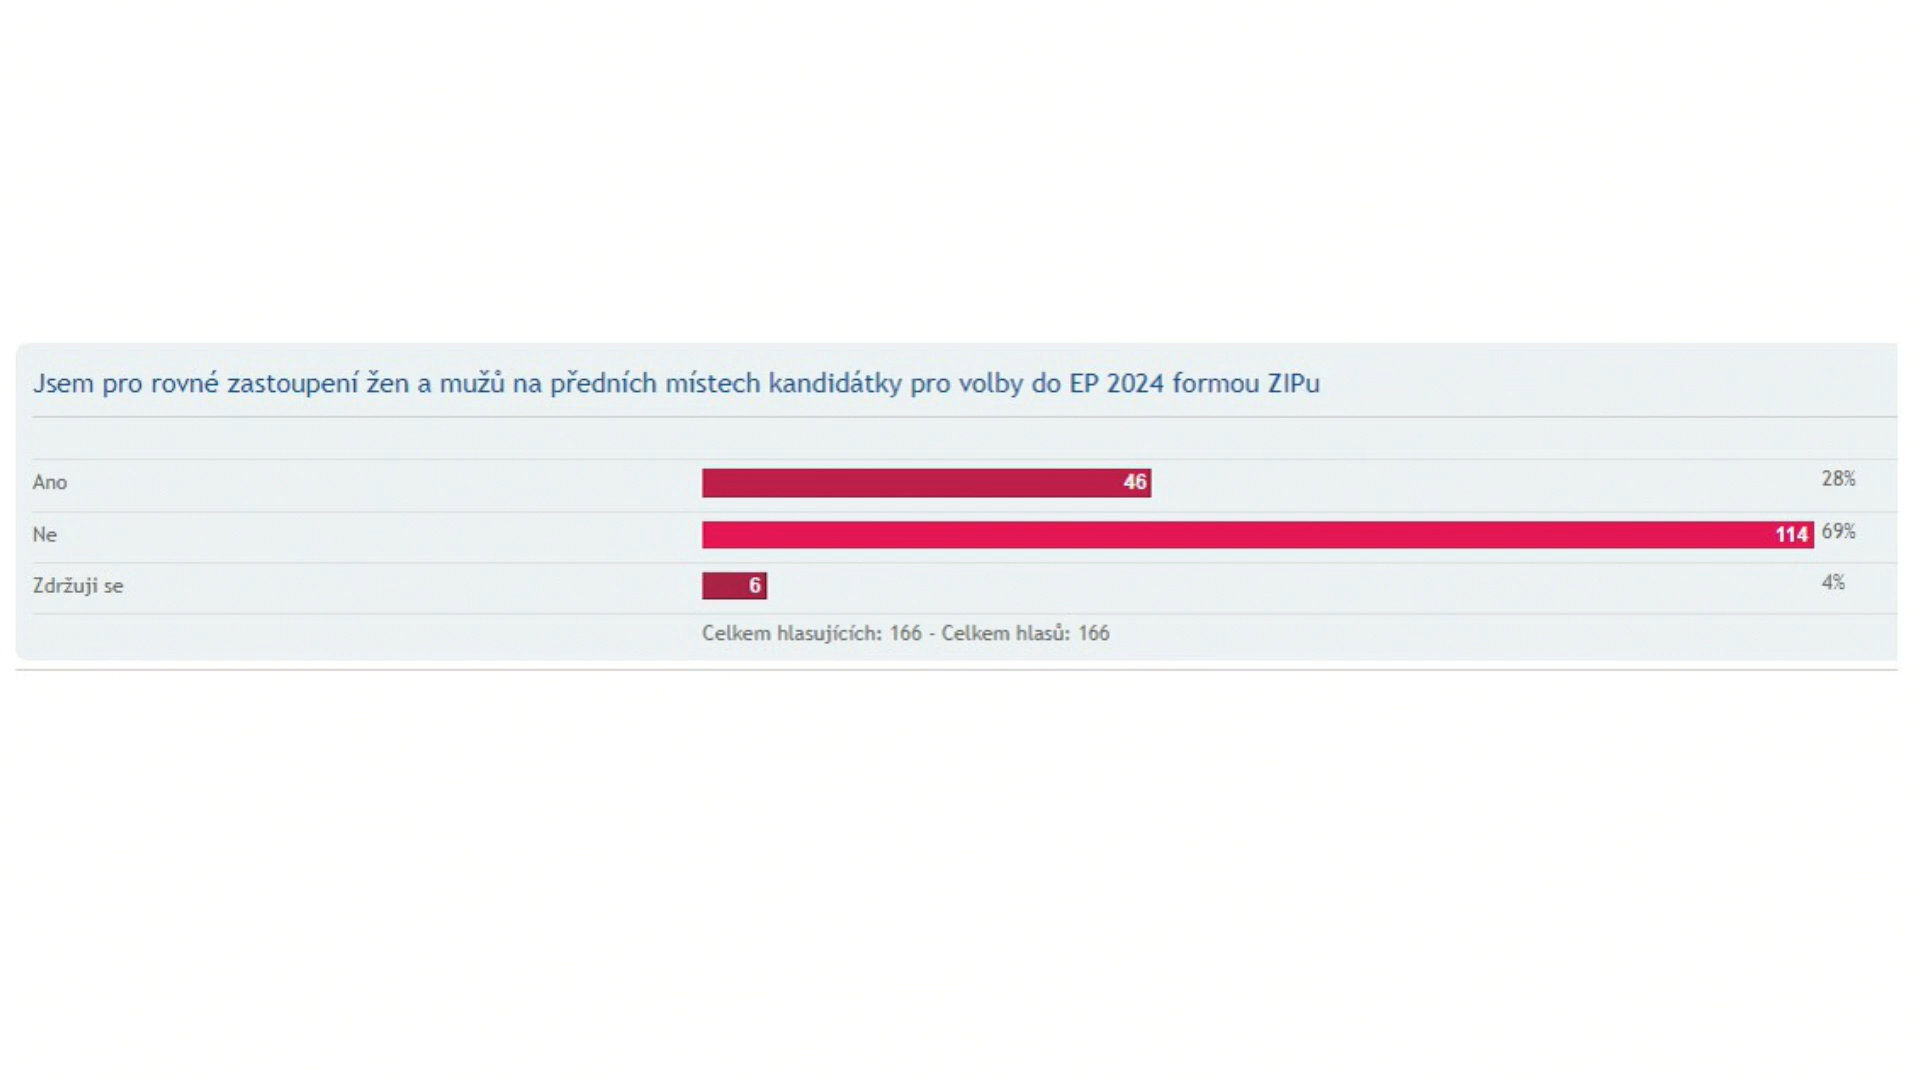 Jsem pro rovné zastoupení žen a mužů na předních místech kandidátky pro volby do EP 2024 formou ZIPu
Ano 46 28%
Ne 114 69%
Zdržuji se 6 4%
Celkem hlasujících: 166 - Celkem hlasů: 166